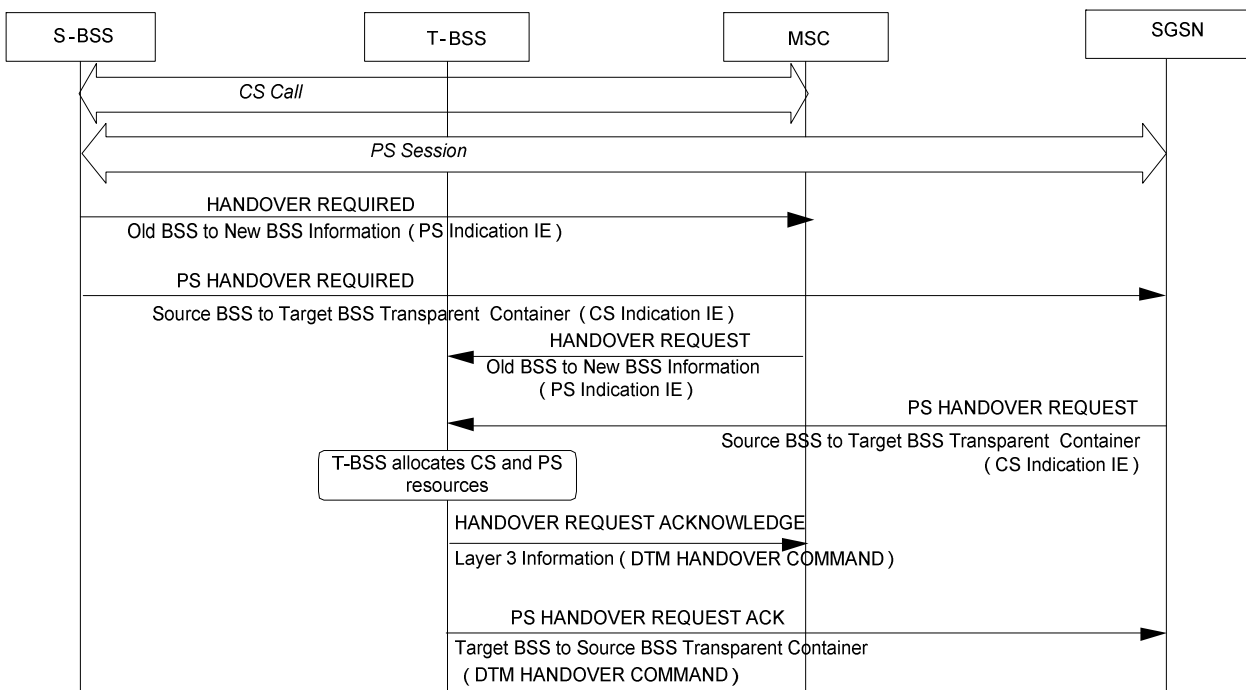 S-BSS
T-BSS
MSC
SGSN
CS Call
PS Session
HANDOVER REQUIRED
Old BSS to New BSS Information ( PS Indication IE )
PS HANDOVER REQUIRED
Source BSS to Target BSS Transparent Container ( CS Indication IE )
HANDOVER REQUEST
Old BSS to New BSS Information
( PS Indication IE )
PS HANDOVER REQUEST
Source BSS to Target BSS Transparent Container
( CS Indication IE )
T-BSS allocates CS and PS
resources
HANDOVER REQUEST ACKNOWLEDGE
Layer 3 Information ( DTM HANDOVER COMMAND )
PS HANDOVER REQUEST ACK
Target BSS to Source BSS Transparent Container
( DTM HANDOVER COMMAND )